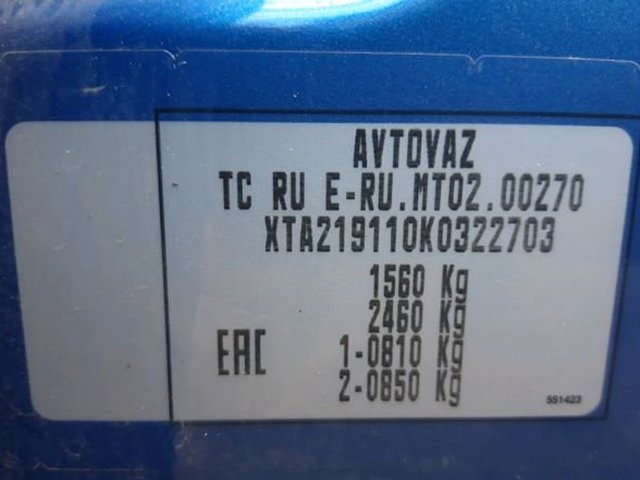 AVTOVAZ
TC RU E-RU.MT02.00270
XTA219110K0322703
1560 Kg
2460 Kg
EAC 1-0810 Kg
2-0850 Kg
551423